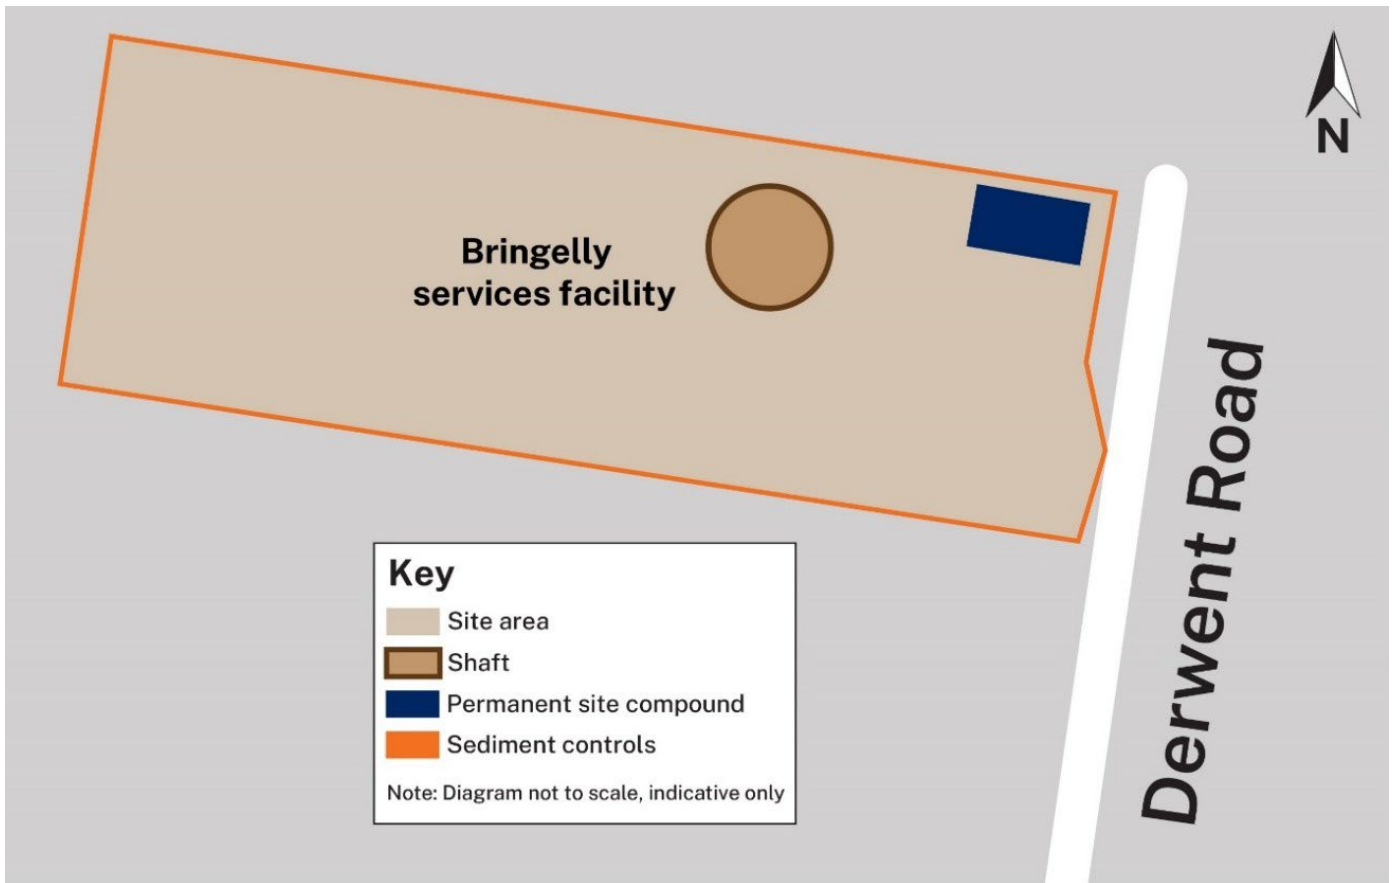 N
Bringelly
services facility
Derwent Road
Key
Site area
Shaft
Permanent site compound
Sediment controls
Note: Diagram not to scale, indicative only